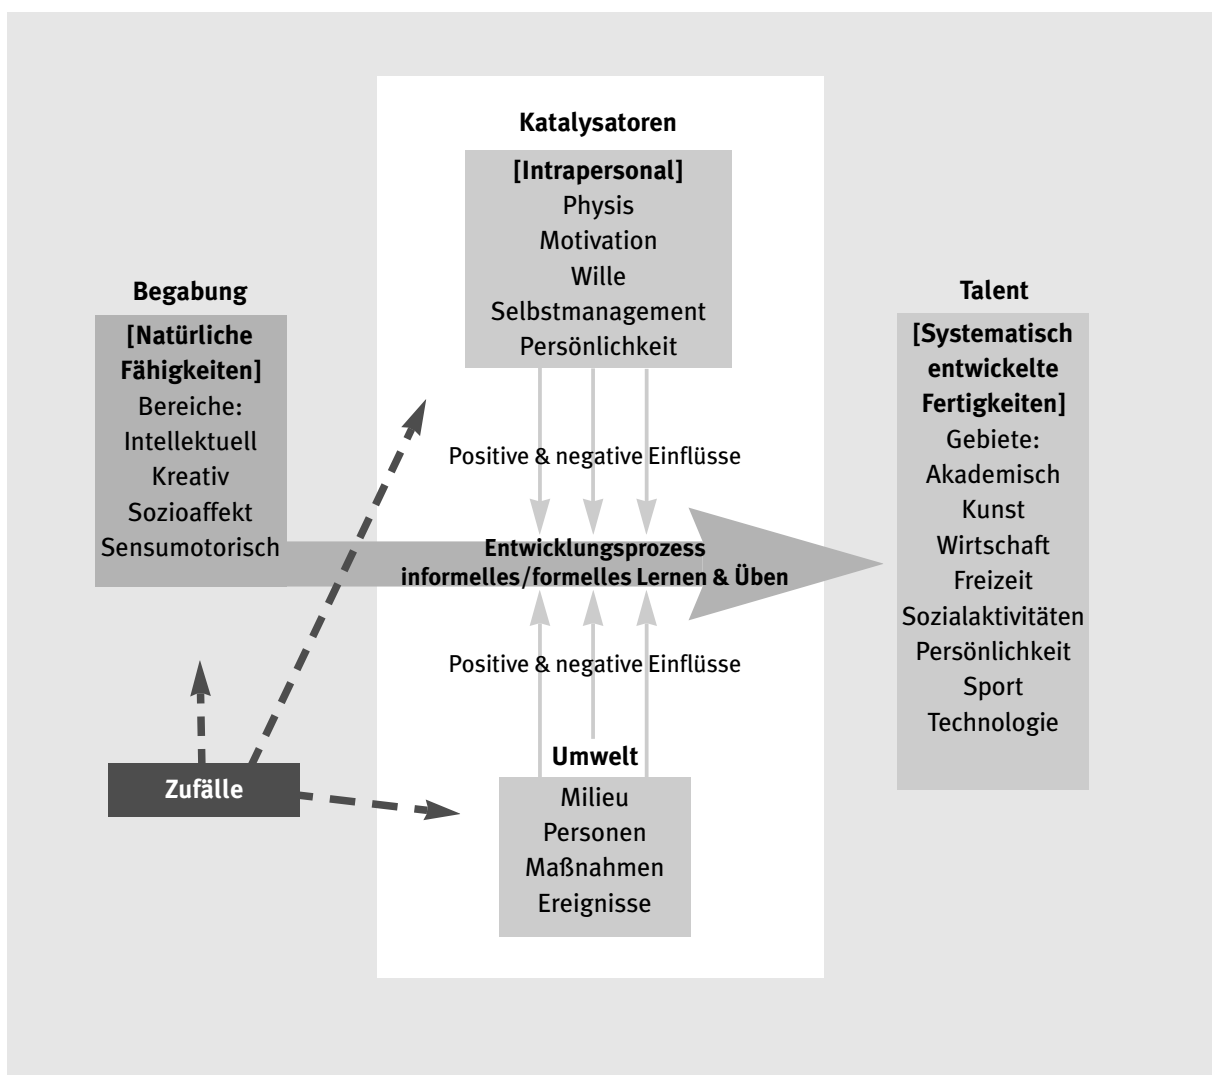 Katalysatoren
[Intrapersonal]
Physis
Motivation
Wille
Selbstmanagement
Persönlichkeit
Begabung
[Natürliche
Fähigkeiten]
Bereiche:
Intellektuell
Kreativ
Sozioaffekt
Sensumotorisch
Positive & negative Einflüsse
Entwicklungsprozess
informelles/formelles Lernen & Üben
Positive & negative Einflüsse
Umwelt
Milieu
Personen
Maßnahmen
Ereignisse
Zufälle
Talent
[Systematisch
entwickelte
Fertigkeiten]
Gebiete:
Akademisch
Kunst
Wirtschaft
Freizeit
Sozialaktivitäten
Persönlichkeit
Sport
Technologie